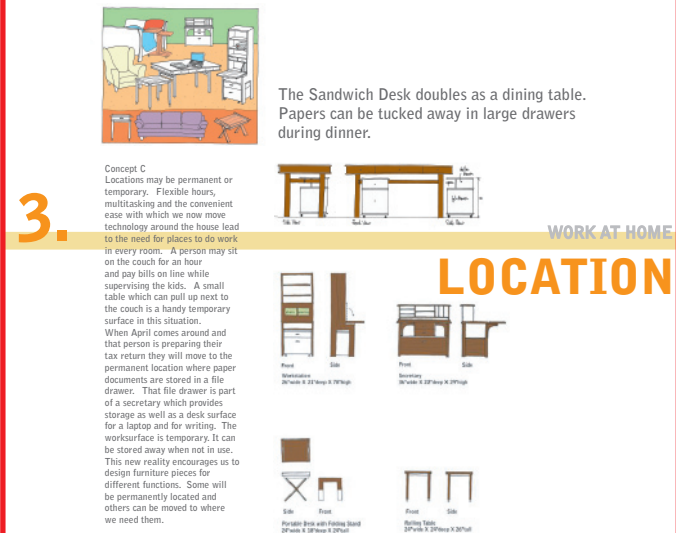 The Sandwich Desk doubles as a dining table.
Papers can be tucked away in large drawers
during dinner.
Concept C
Locations may be permanent or
temporary. Flexible hours,
multitasking and the convenient
ease with which we now move
technology around the house lead
to the need for places to do work
in every room. A person may sit
on the couch for an hour
and pay bills on line while
supervising the kids. A small
table which can pull up next to
the couch is a handy temporary
surface in this situation.
When April comes around and
that person is preparing their
tax return they will move to the
permanent location where paper
documents are stored in a file
drawer. That file drawer is part
of a secretary which provides
storage as well as a desk surface
for a laptop and for writing. The
worksurface is temporary. It can
be stored away when not in use.
This new reality encourages us to
design furniture pieces for
different functions. Some will
be permanently located and
others can be moved to where
we need them.
3.
WORK AT HOME
LOCATION
Side View
Front View
Side View
Front
Side
Workstation
Front
Side
Secretary
Side
Front
Portable Desk with Folding Stand
Front
Side
Rolling Table